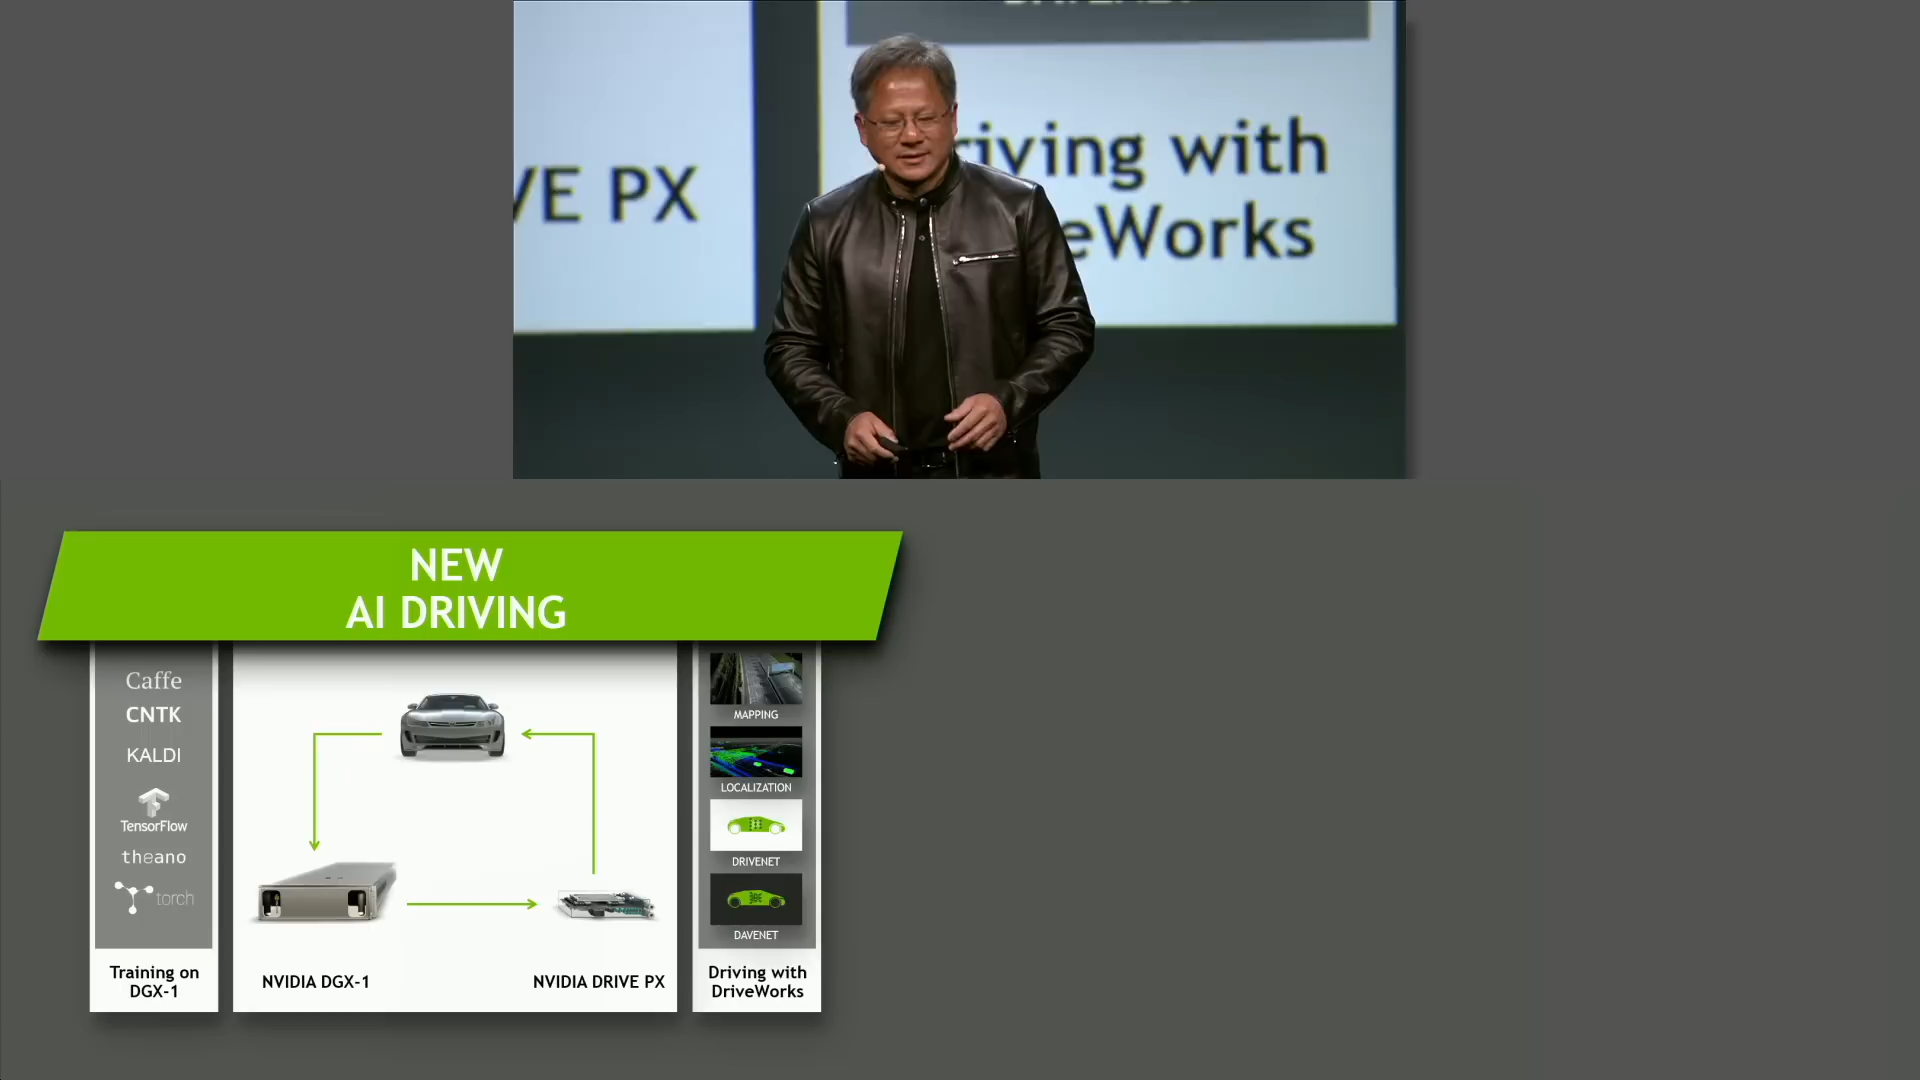 VE PX
riving with
eWorks
NEW
AI DRIVING
Caffe
CNTK
KALDI
TensorFlow
theano
torch
Training on
DGX-1
NVIDIA DGX-1
NVIDIA DRIVE PX
MAPPING
LOCALIZATION
DRIVENET
DAVENET
Driving with
DriveWorks